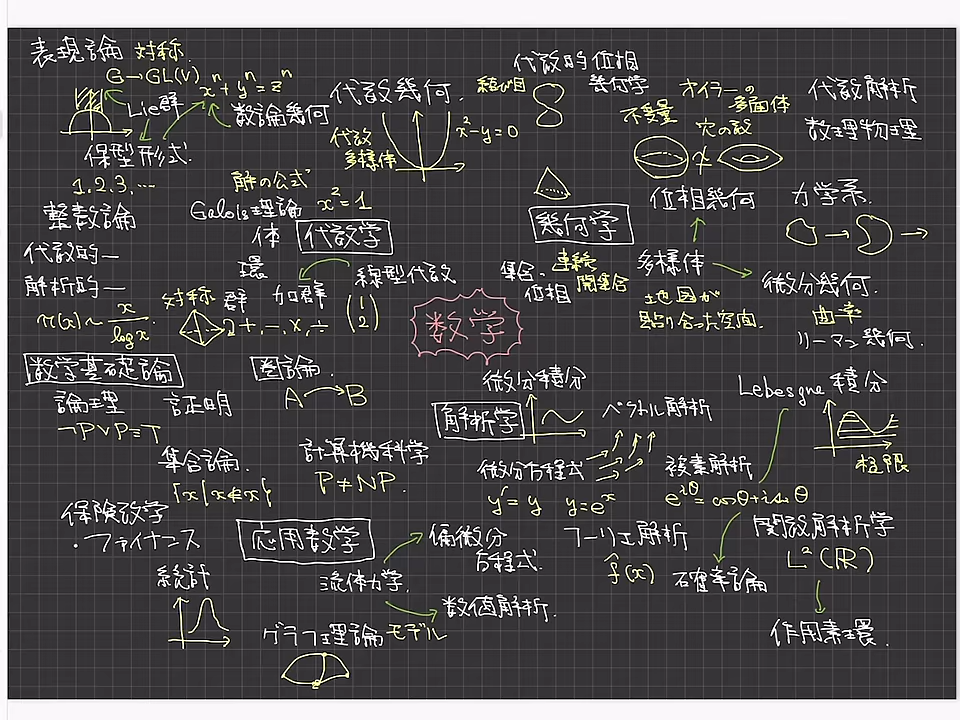 表現論 対称
G→GL(V)
Lie群
保型形式
x^n+y^n=z^n
数論幾何
代数幾何
代数
多様体
x^2-y=0
代数的位相
幾何学
結び目
不変量
オイラーの
多面体
穴の数
≠
代数解析
数理物理
1.2.3.…
整数論
代数的ー
解析的ー
π(x)~x/log x
解の公式
Galois理論
x^2=1
体
代数学
環
群
対称
加群
2+,-,×,÷
線型代数
(1 2)
幾何学
集合・
位相
連続
開集合
位相幾何
多様体
地図が
貼り合った空間
力学系
微分幾何
曲率
リーマン幾何
数学
数学基礎論
論理
証明
¬P∨P=T
集合論
{x|x∉x}
圏論
A→B
計算機科学
P≠NP
微分積分
解析学
ベクトル解析
微分方程式
y'=y y=e^x
複素解析
e^{iθ}=cosθ+i sinθ
Lebesgue積分
極限
フーリエ解析
f̂(x)
確率論
関数解析学
L^2(ℝ)
作用素環
保険数学
・ファイナンス
統計
応用数学
流体力学
偏微分
方程式
数値解析
グラフ理論
モデル